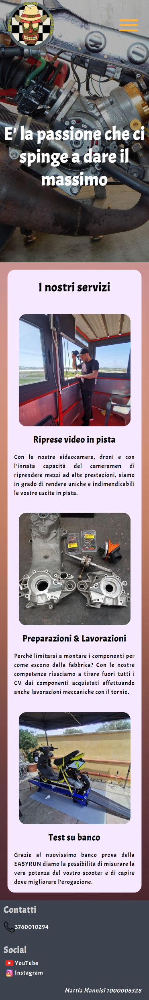 RACING
E' la passione che ci
spinge a dare il
massimo
I nostri servizi
Riprese video in pista
Con le nostre videocamere, droni e con
l'innata capacità del cameramen di
riprendere mezzi ad alte prestazioni, siamo
in grado di rendere uniche e indimendicabili
le vostre uscite in pista.
Preparazioni & Lavorazioni
Perchè limitarsi a montare i componenti per
come escono dalla fabbrica? Con le nostre
competenze riusciamo a tirare fuori tutti i
CV dai componenti acquistati affettuando
anche lavorazioni meccaniche con il tornio.
7
Test su banco
Grazie al nuovissimo banco prova della
EASYRUN diamo la possibilità di misurare la
vera potenza del vostro scooter e di capire
dove migliorare l'erogazione.
Contatti
3760010294
Social
YouTube
Instagram
Mattia Mannisi 1000006328